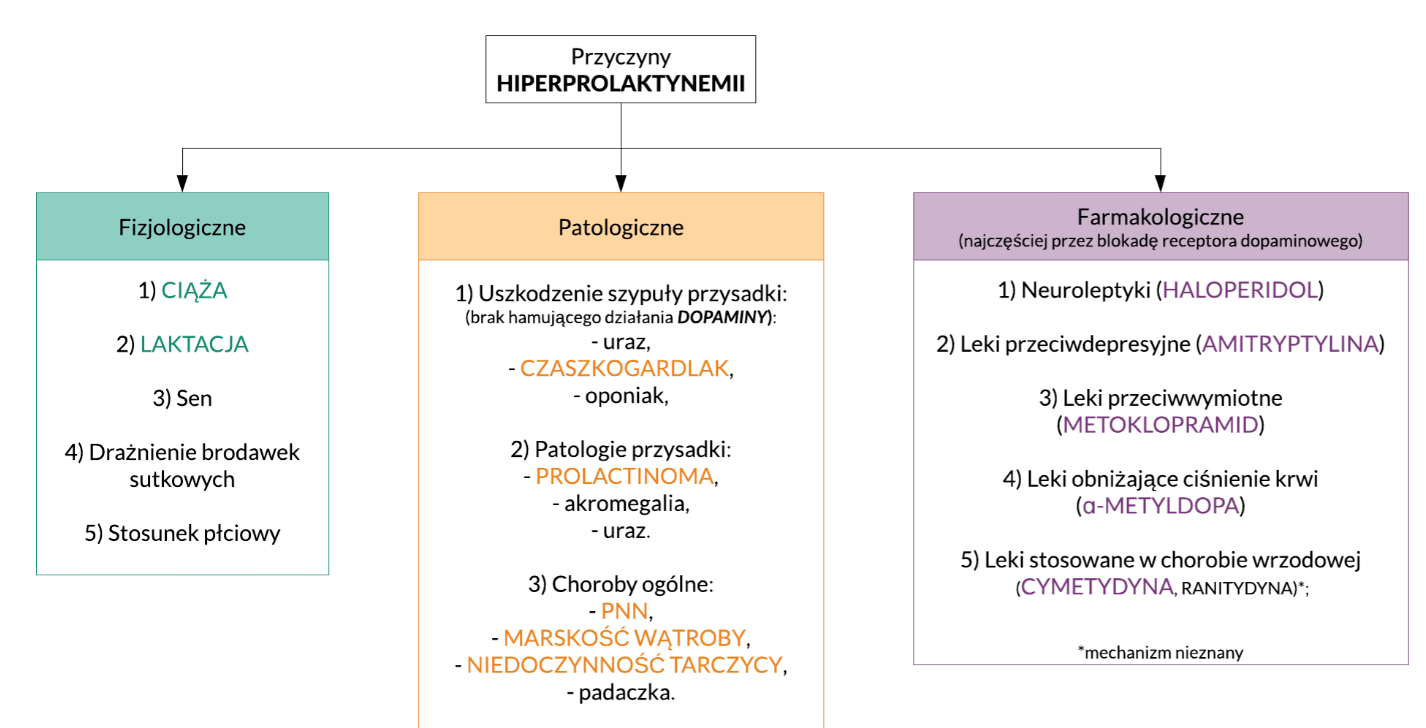 Przyczyny
HIPERPROLAKTYNEMII
Fizjologiczne
1) CIĄŻA
2) LAKTACJA
3) Sen
4) Drażnienie brodawek
sutkowych
5) Stosunek płciowy
Patologiczne
1) Uszkodzenie szypuły przysadki:
(brak hamującego działania DOPAMINY):
- uraz,
- CZASZKOGARDLAK,
- oponiak,
2) Patologie przysadki:
- PROLACTINOMA,
- akromegalia,
- uraz.
3) Choroby ogólne:
- PNN,
- MARSKOŚĆ WĄTROBY,
- NIEDOCZYNNOŚĆ TARCZYCY,
- padaczka.
Farmakologiczne
(najczęściej przez blokadę receptora dopaminowego)
1) Neuroleptyki (HALOPERIDOL)
2) Leki przeciwdepresyjne (AMITRYPTYLINA)
3) Leki przeciwwymiotne
(METOKLOPRAMID)
4) Leki obniżające ciśnienie krwi
(α-METYLDOPA)
5) Leki stosowane w chorobie wrzodowej
(CYMETYDYNA, RANITYDYNA)*;
*mechanizm nieznany